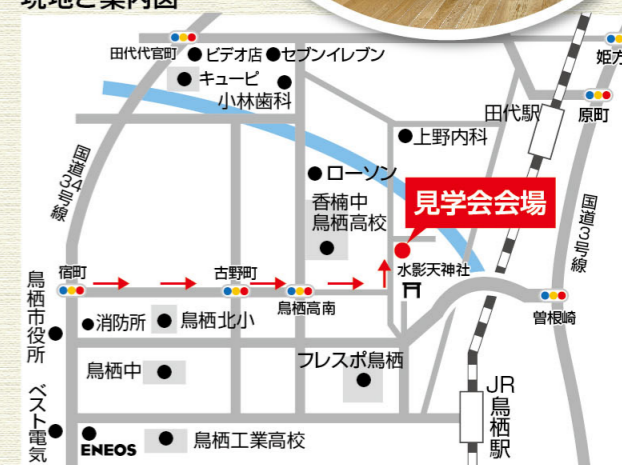 現地ご案内図
田代代官町
ビデオ店
セブンイレブン
姫方
キューピ
小林歯科
田代駅
原町
上野内科
国道34号線
ローソン
見学会会場
香楠中
鳥栖高校
国道3号線
水影天神社
宿町
古野町
鳥栖高南
曽根崎
鳥栖市役所
消防所
鳥栖北小
フレスポ鳥栖
鳥栖中
JR鳥栖駅
ベスト電気
ENEOS
鳥栖工業高校